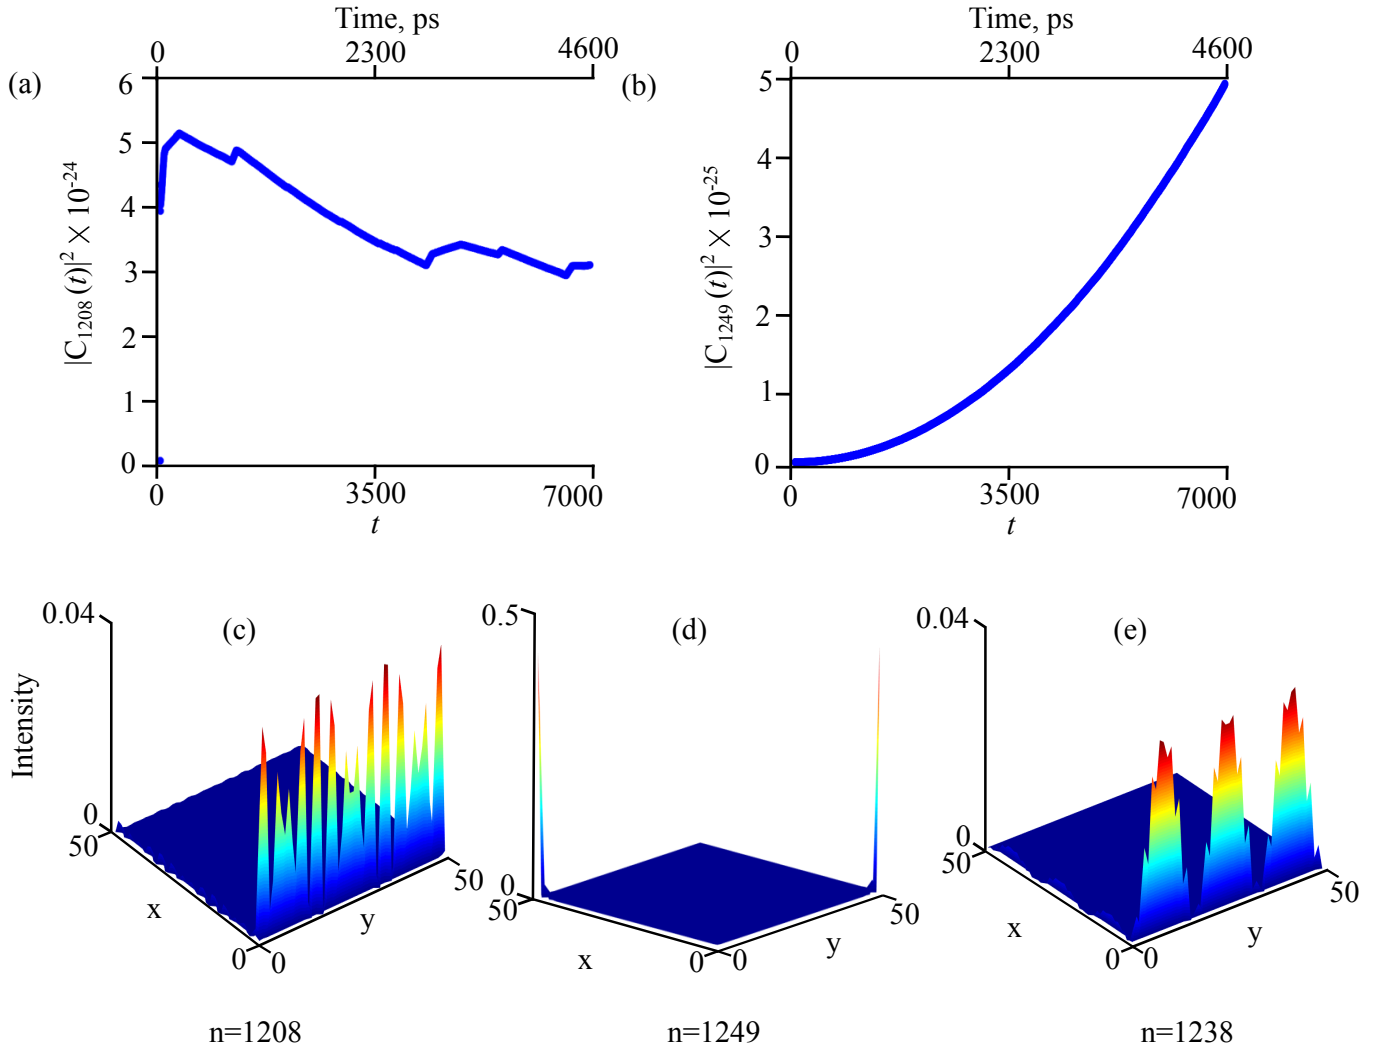 Time, ps
0 2300 4600
(a)
6
5
4
3
2
1
0
|C1208(t)|² × 10⁻²⁴
0 3500 7000
t
Time, ps
0 2300 4600
(b)
5
4
3
2
1
0
|C1249(t)|² × 10⁻²⁵
0 3500 7000
t
(c)
0.04
Intensity
0
50
x
0
0
y
50
n=1208
(d)
0.5
0
50
x
0
0
y
50
n=1249
(e)
0.04
0
50
x
0
0
y
50
n=1238